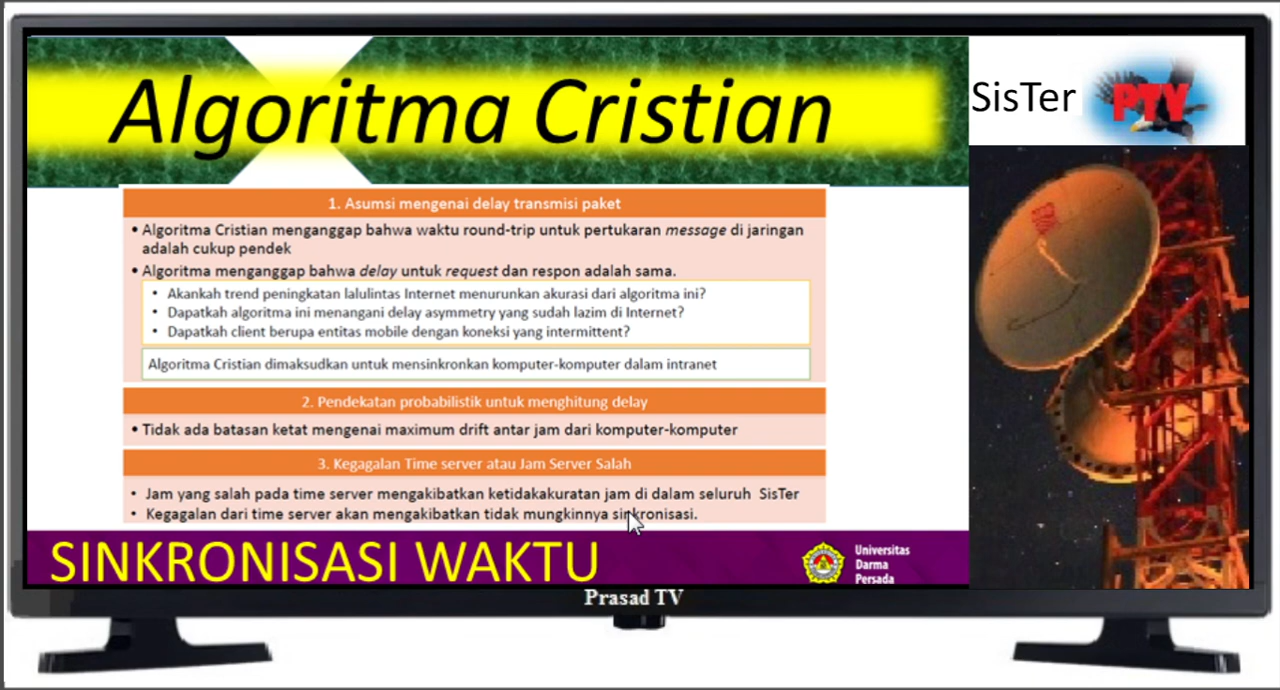 Algoritma Cristian
SisTer
PTY
1. Asumsi mengenai delay transmisi paket
• Algoritma Cristian menganggap bahwa waktu round-trip untuk pertukaran message di jaringan
adalah cukup pendek
• Algoritma menganggap bahwa delay untuk request dan respon adalah sama.
• Akankah trend peningkatan lalulintas Internet menurunkan akurasi dari algoritma ini?
• Dapatkah algoritma ini menangani delay asymmetry yang sudah lazim di Internet?
• Dapatkah client berupa entitas mobile dengan koneksi yang intermittent?
Algoritma Cristian dimaksudkan untuk mensinkronkan komputer-komputer dalam intranet
2. Pendekatan probabilistik untuk menghitung delay
• Tidak ada batasan ketat mengenai maximum drift antar jam dari komputer-komputer
3. Kegagalan Time server atau Jam Server Salah
• Jam yang salah pada time server mengakibatkan ketidakakuratan jam di dalam seluruh SisTer
• Kegagalan dari time server akan mengakibatkan tidak mungkinnya sinkronisasi.
SINKRONISASI WAKTU
Universitas
Darma
Persada
Prasad TV